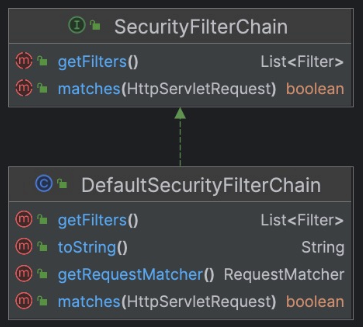 I SecurityFilterChain
m getFilters() List<Filter>
m matches(HttpServletRequest) boolean
C DefaultSecurityFilterChain
m getFilters() List<Filter>
m toString() String
m getRequestMatcher() RequestMatcher
m matches(HttpServletRequest) boolean